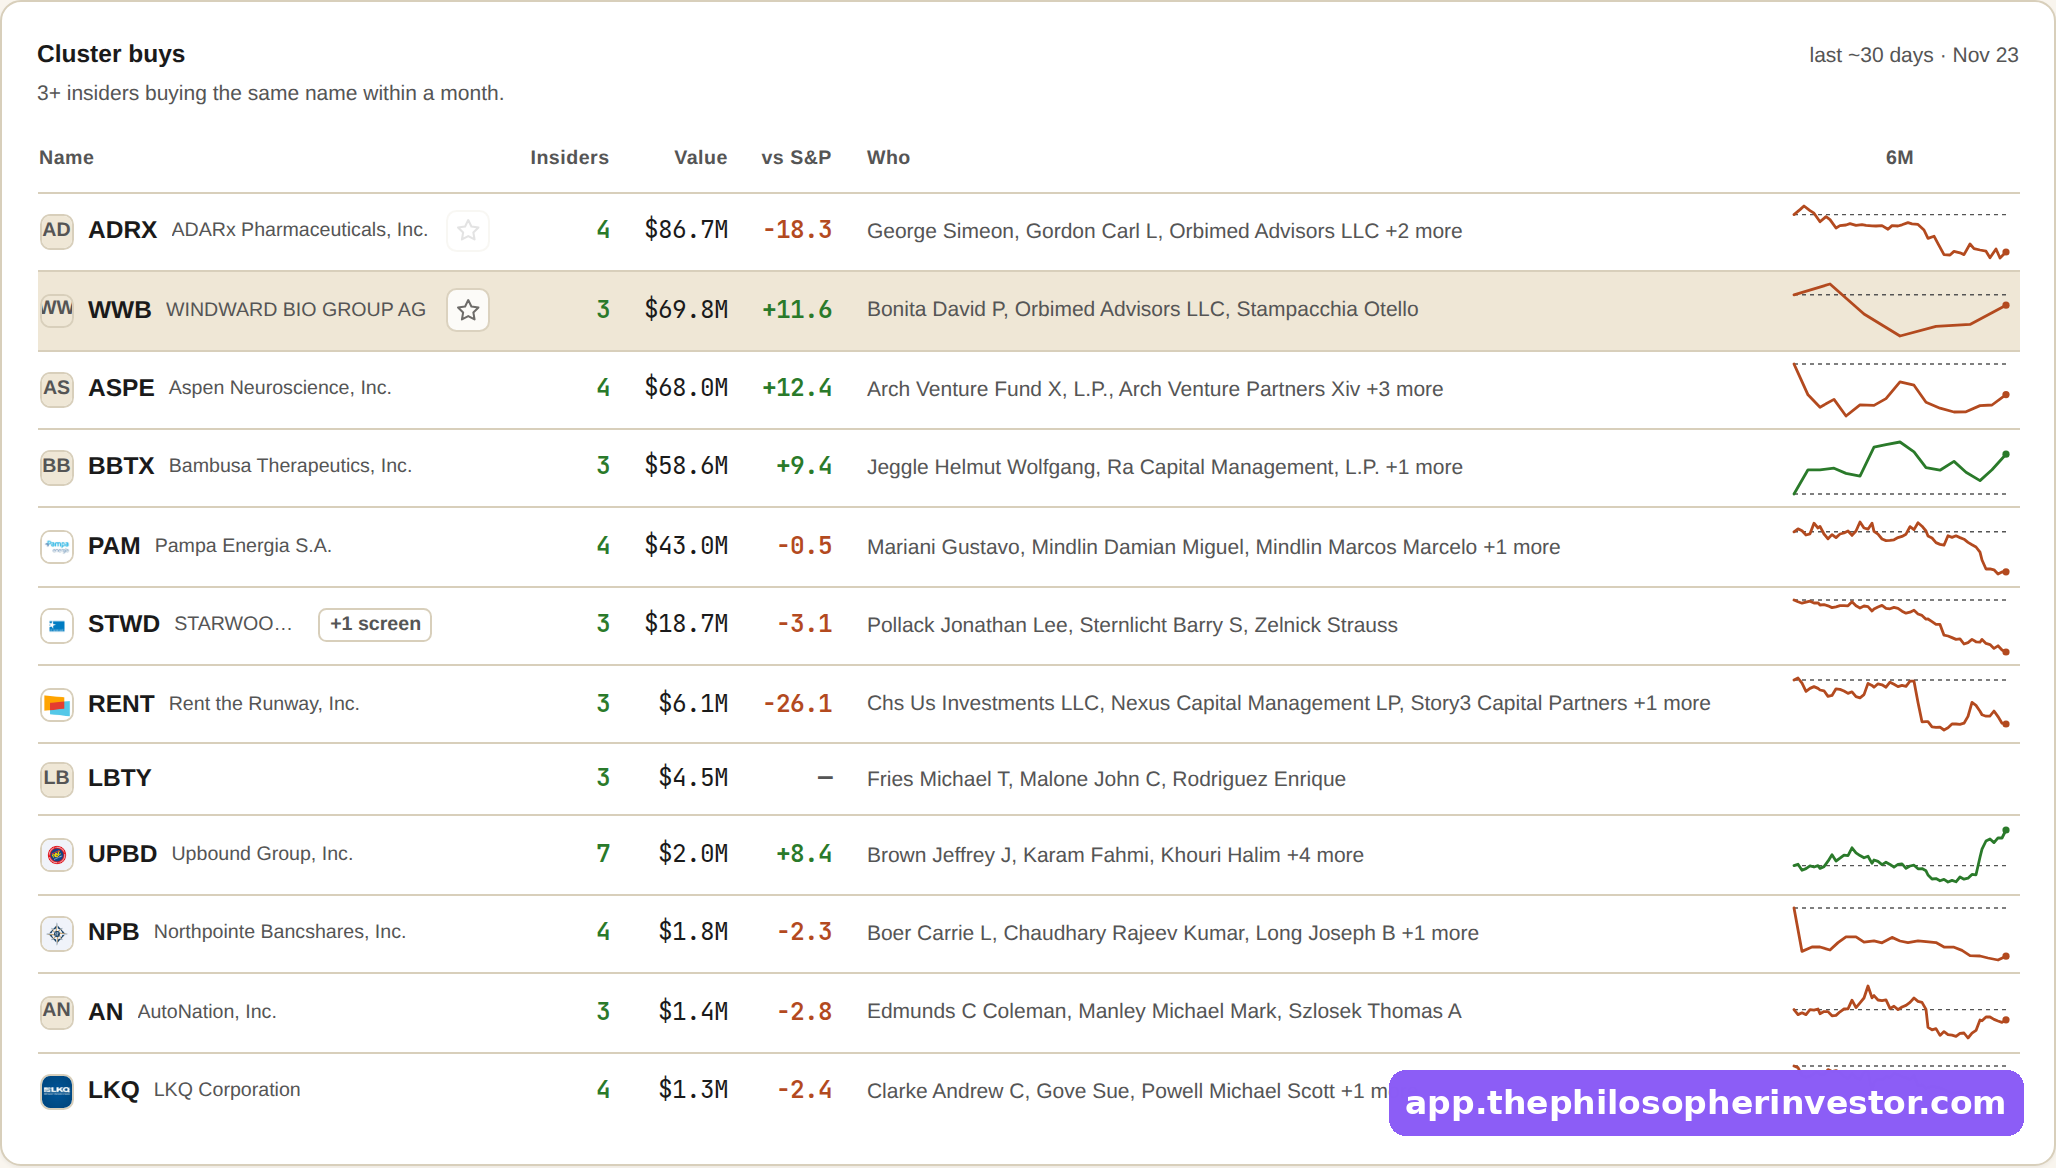 Cluster buys
last ~30 days · Nov 23
3+ insiders buying the same name within a month.
Name Insiders Value vs S&P Who 6M
AD ADRX ADARx Pharmaceuticals, Inc. 4 $86.7M -18.3 George Simeon, Gordon Carl L, Orbimed Advisors LLC +2 more
WW WWB WINDWARD BIO GROUP AG 3 $69.8M +11.6 Bonita David P, Orbimed Advisors LLC, Stampacchia Otello
AS ASPE Aspen Neuroscience, Inc. 4 $68.0M +12.4 Arch Venture Fund X, L.P., Arch Venture Partners Xiv +3 more
BB BBTX Bambusa Therapeutics, Inc. 3 $58.6M +9.4 Jeggle Helmut Wolfgang, Ra Capital Management, L.P. +1 more
Pampa energía PAM Pampa Energia S.A. 4 $43.0M -0.5 Mariani Gustavo, Mindlin Damian Miguel, Mindlin Marcos Marcelo +1 more
STWD STARWOO… +1 screen 3 $18.7M -3.1 Pollack Jonathan Lee, Sternlicht Barry S, Zelnick Strauss
RENT Rent the Runway, Inc. 3 $6.1M -26.1 Chs Us Investments LLC, Nexus Capital Management LP, Story3 Capital Partners +1 more
LB LBTY 3 $4.5M – Fries Michael T, Malone John C, Rodriguez Enrique
UPBD Upbound Group, Inc. 7 $2.0M +8.4 Brown Jeffrey J, Karam Fahmi, Khouri Halim +4 more
NPB Northpointe Bancshares, Inc. 4 $1.8M -2.3 Boer Carrie L, Chaudhary Rajeev Kumar, Long Joseph B +1 more
AN AN AutoNation, Inc. 3 $1.4M -2.8 Edmunds C Coleman, Manley Michael Mark, Szlosek Thomas A
LKQ LKQ LKQ Corporation 4 $1.3M -2.4 Clarke Andrew C, Gove Sue, Powell Michael Scott +1 m
app.thephilosopherinvestor.com